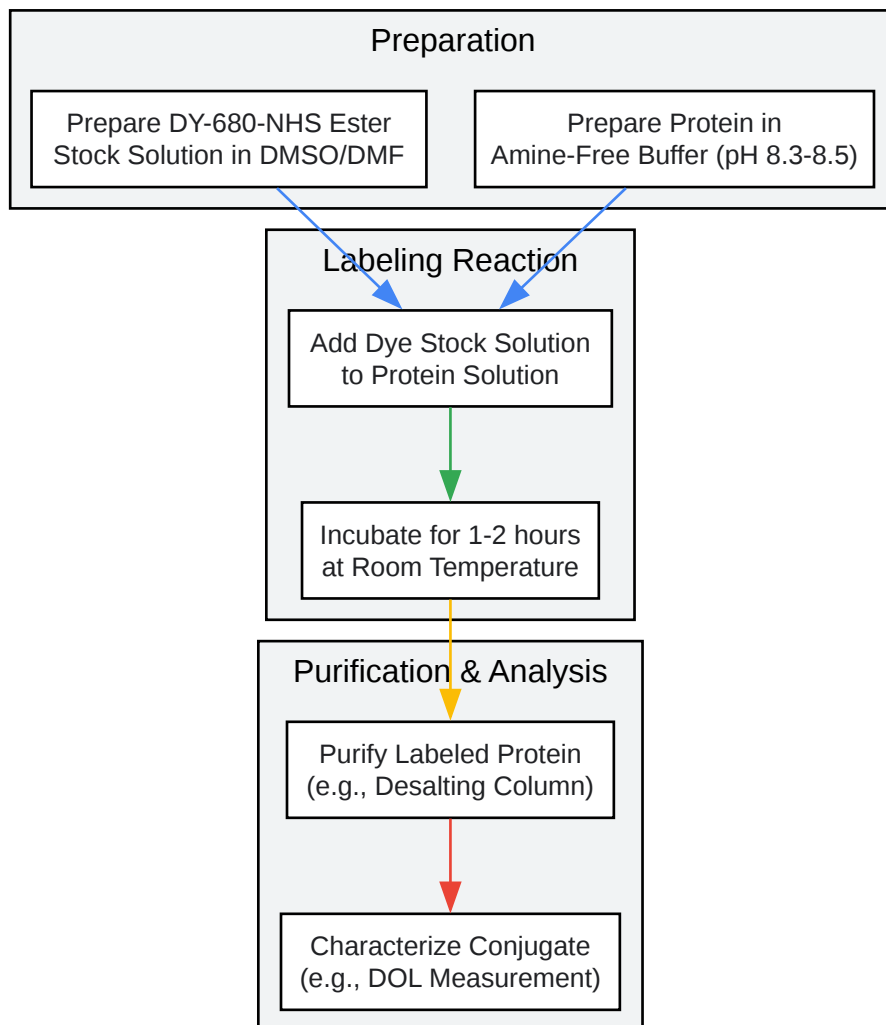 Preparation
Prepare DY-680-NHS Ester
Stock Solution in DMSO/DMF
Prepare Protein in
Amine-Free Buffer (pH 8.3-8.5)
Labeling Reaction
Add Dye Stock Solution
to Protein Solution
Incubate for 1-2 hours
at Room Temperature
Purification & Analysis
Purify Labeled Protein
(e.g., Desalting Column)
Characterize Conjugate
(e.g., DOL Measurement)